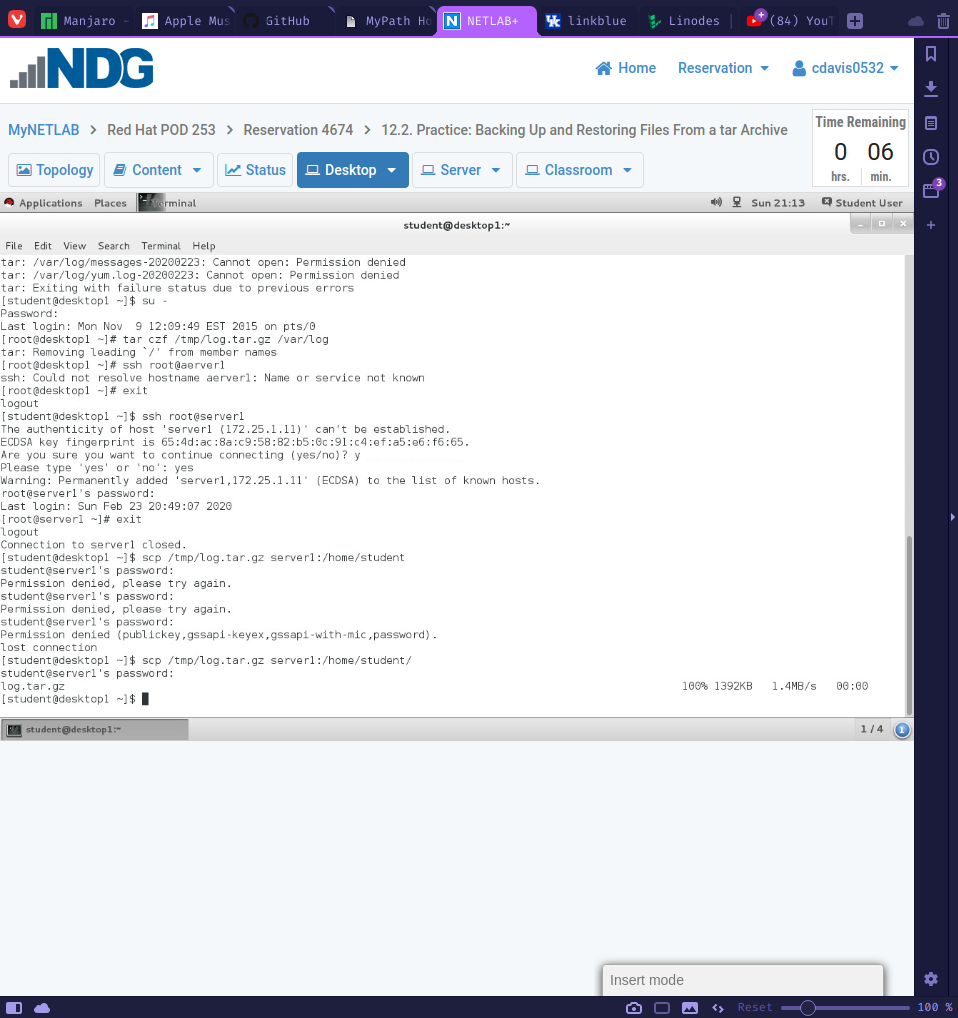 Manjaro -
Apple Mus
GitHub
MyPath Ho
NETLAB+
linkblue
Linodes
(84) YouT
NDG
Home
Reservation
cdavis0532
MyNETLAB > Red Hat POD 253 > Reservation 4674 > 12.2. Practice: Backing Up and Restoring Files From a tar Archive
Time Remaining
0 06
hrs. min.
Topology
Content
Status
Desktop
Server
Classroom
3
Applications Places Terminal
Sun 21:13 Student User
student@desktop1:~
File Edit View Search Terminal Help
tar: /var/log/messages-20200223: Cannot open: Permission denied
tar: /var/log/yum.log-20200223: Cannot open: Permission denied
tar: Exiting with failure status due to previous errors
[student@desktop1 ~]$ su -
Password:
Last login: Mon Nov  9 12:09:49 EST 2015 on pts/0
[root@desktop1 ~]# tar czf /tmp/log.tar.gz /var/log
tar: Removing leading `/' from member names
[root@desktop1 ~]# ssh root@aerver1
ssh: Could not resolve hostname aerver1: Name or service not known
[root@desktop1 ~]# exit
logout
[student@desktop1 ~]$ ssh root@server1
The authenticity of host 'server1 (172.25.1.11)' can't be established.
ECDSA key fingerprint is 65:4d:ac:8a:c9:58:82:b5:0c:91:c4:ef:a5:e6:f6:65.
Are you sure you want to continue connecting (yes/no)? y
Please type 'yes' or 'no': yes
Warning: Permanently added 'server1,172.25.1.11' (ECDSA) to the list of known hosts.
root@server1's password:
Last login: Sun Feb 23 20:49:07 2020
[root@server1 ~]# exit
logout
Connection to server1 closed.
[student@desktop1 ~]$ scp /tmp/log.tar.gz server1:/home/student
student@server1's password:
Permission denied, please try again.
student@server1's password:
Permission denied, please try again.
student@server1's password:
Permission denied (publickey,gssapi-keyex,gssapi-with-mic,password).
lost connection
[student@desktop1 ~]$ scp /tmp/log.tar.gz server1:/home/student/
student@server1's password:
log.tar.gz 100% 1392KB 1.4MB/s 00:00
[student@desktop1 ~]$
student@desktop1:~
1 / 4
1
Insert mode
Reset
100 %